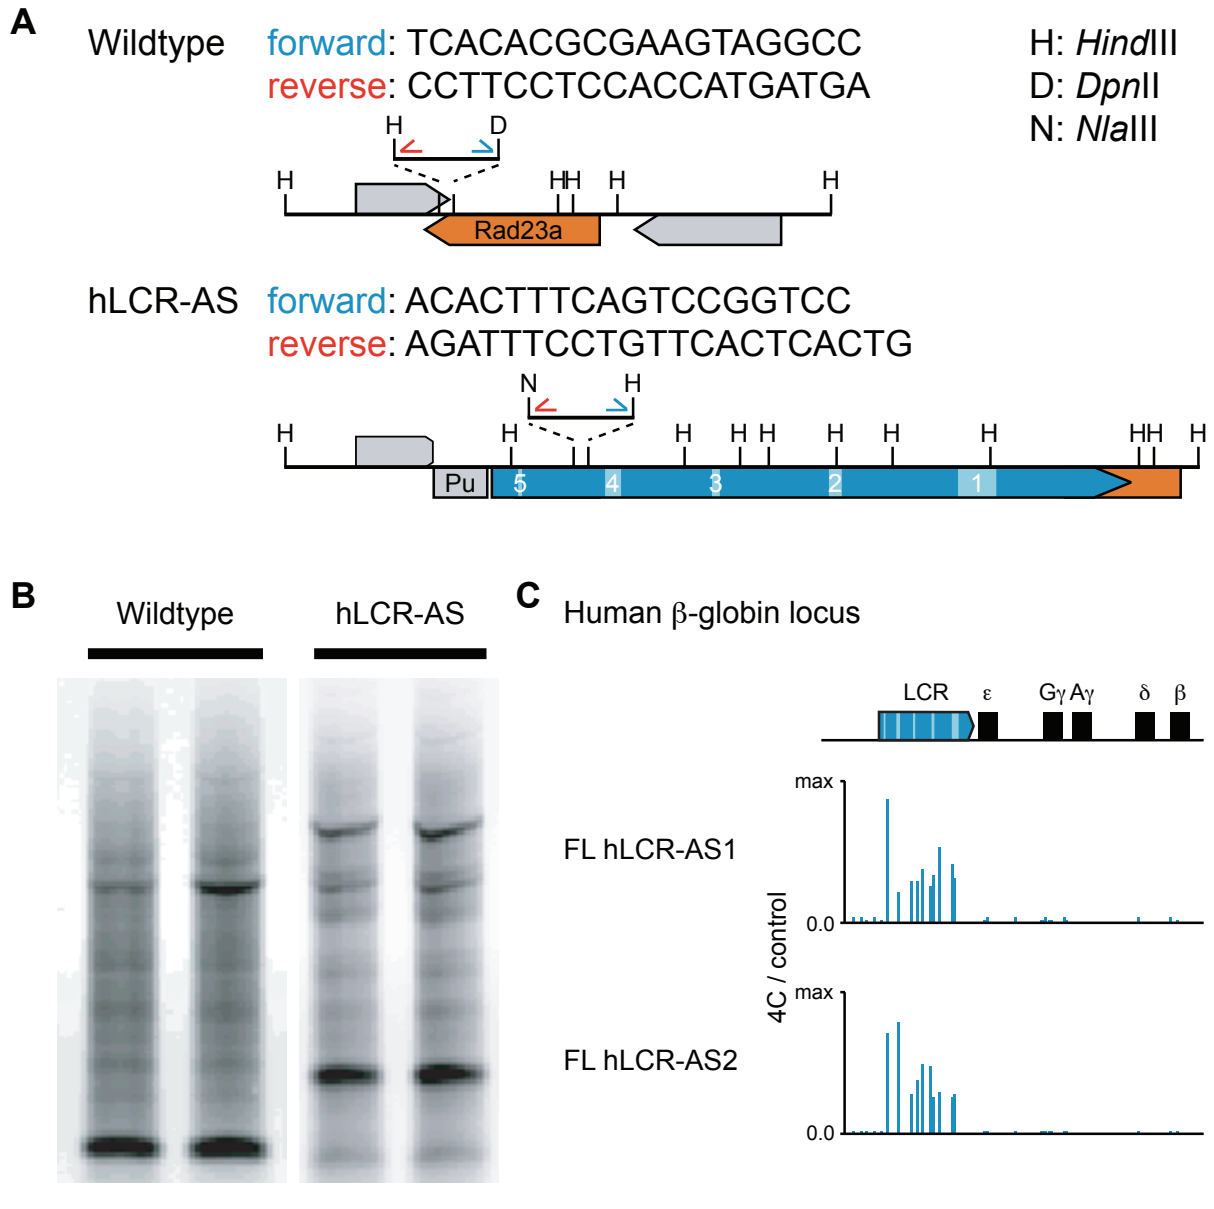 A
Wildtype forward: TCACACGCGAAGTAGGCC H: HindIII
reverse: CCTTCCTCCACCATGATGA D: DpnII
N: NlaIII
H D
H HH H H
Rad23a
hLCR-AS forward: ACACTTTCAGTCCGGTCC
reverse: AGATTTCCTGTTCACTCACTG
N H
H H H H H H H H HH H
Pu 5 4 3 2 1
B Wildtype hLCR-AS
C Human β-globin locus
LCR ε Gγ Aγ δ β
max
FL hLCR-AS1
0.0
4C / control
max
FL hLCR-AS2
0.0